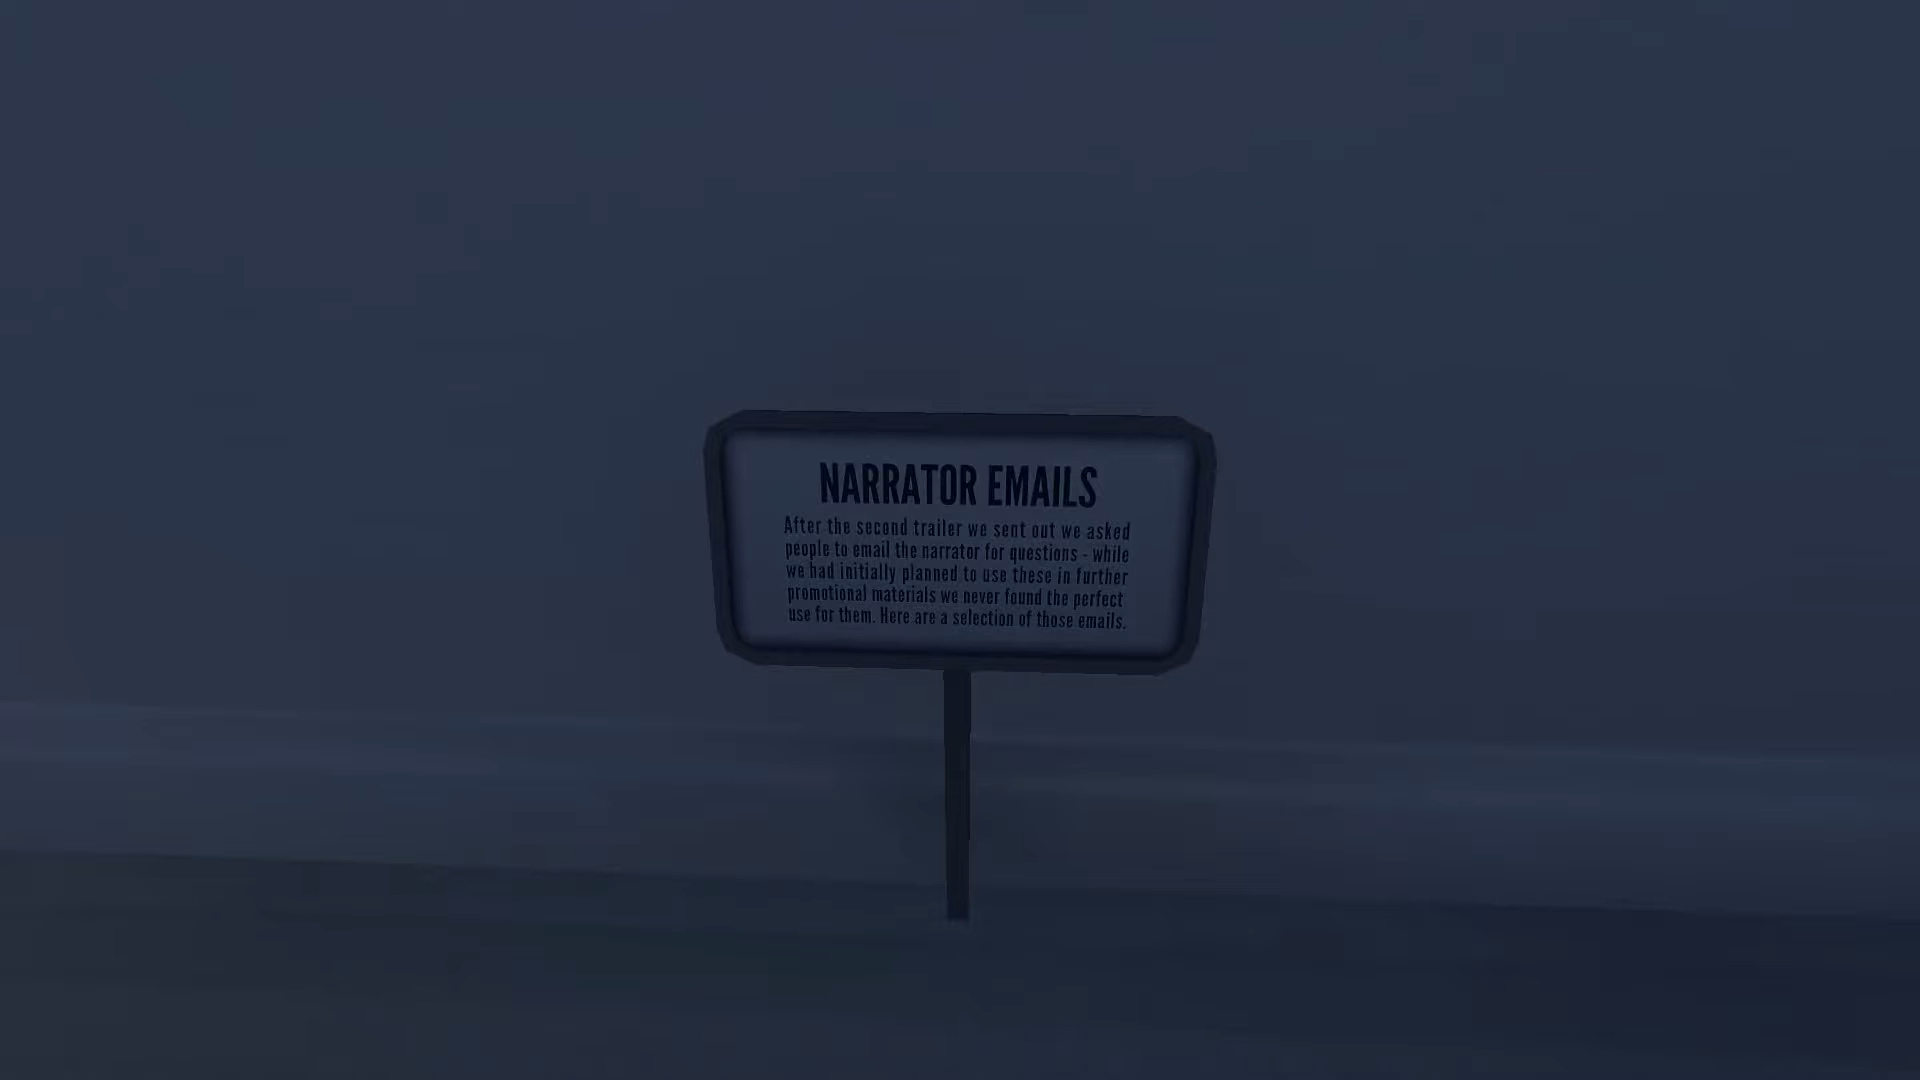 NARRATOR EMAILS
After the second trailer we sent out we asked
people to email the narrator for questions - while
we had initially planned to use these in further
promotional materials we never found the perfect
use for them. Here are a selection of those emails.